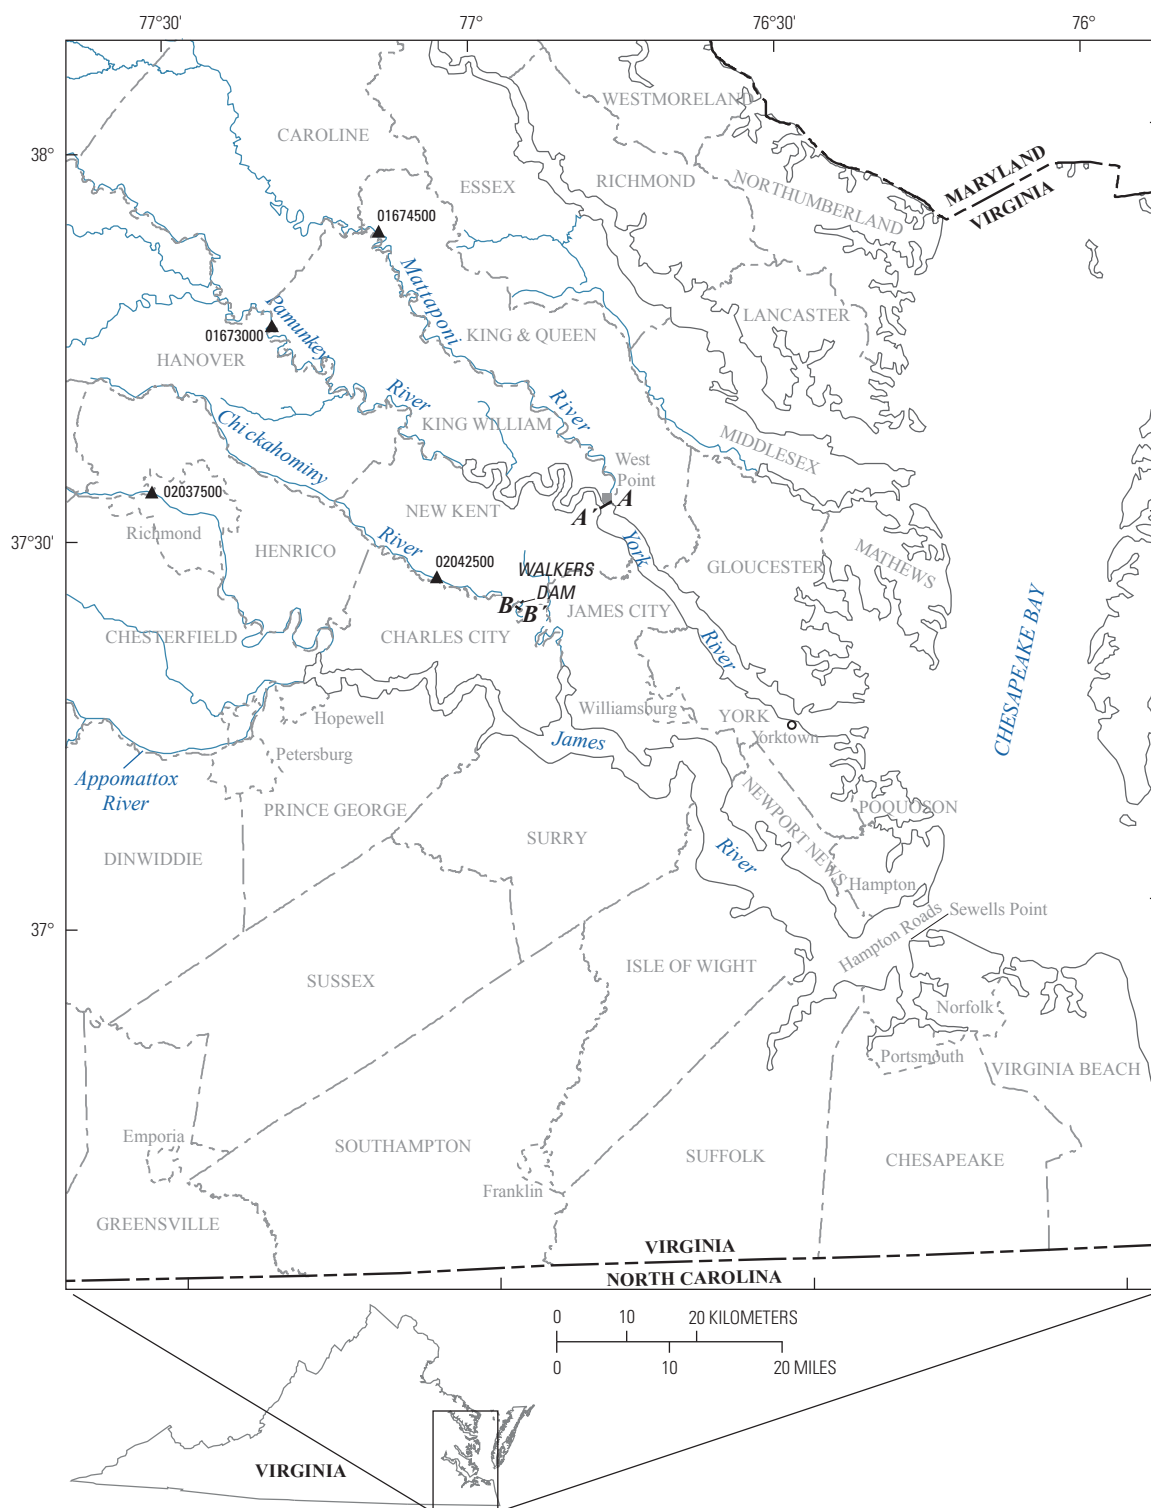 77°30'
77°
76°30'
76°
WESTMORELAND
CAROLINE
38°
MARYLAND
VIRGINIA
ESSEX
RICHMOND
NORTHUMBERLAND
01674500
Mattaponi
Pamunkey
01673000
LANCASTER
KING & QUEEN
HANOVER
River
River
Chickahominy
KING WILLIAM
MIDDLESEX
West
Point
02037500
A
A'
NEW KENT
Richmond
37°30'
HENRICO
River
York
MATHEWS
02042500
WALKERS
DAM
GLOUCESTER
B
B'
JAMES CITY
CHESTERFIELD
CHARLES CITY
River
CHESAPEAKE BAY
Hopewell
Williamsburg
YORK
Yorktown
James
Petersburg
Appomattox
River
PRINCE GEORGE
NEWPORT NEWS
POQUOSON
SURRY
River
DINWIDDIE
Hampton
Hampton Roads
Sewells Point
37°
ISLE OF WIGHT
SUSSEX
Norfolk
Portsmouth
VIRGINIA BEACH
Emporia
SOUTHAMPTON
SUFFOLK
CHESAPEAKE
Franklin
GREENSVILLE
VIRGINIA
NORTH CAROLINA
0 10 20 KILOMETERS
0 10 20 MILES
VIRGINIA